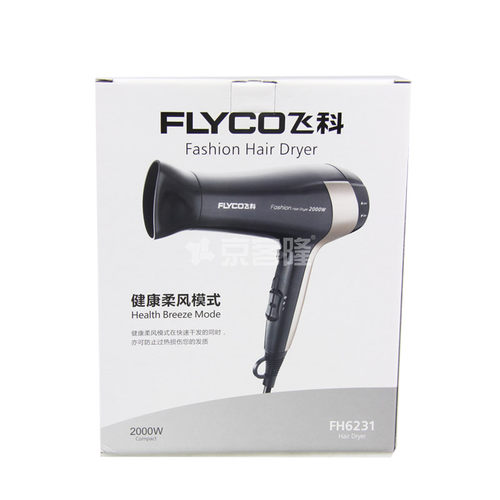 FLYCO飞科
Fashion Hair Dryer
FLYCO飞科
Fashion Hair Dryer 2000W
京客隆
健康柔风模式
Health Breeze Mode
健康柔风模式在快速干发的同时，
亦可防止过热损伤您的发质
2000W
Compact
FH6231
Hair Dryer